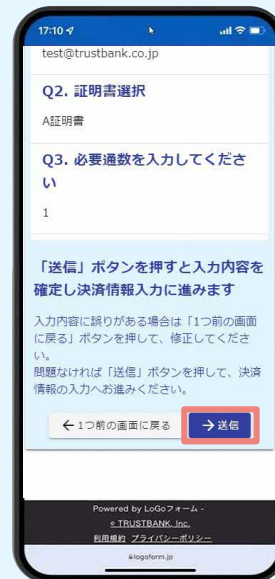 17:10
test@trustbank.co.jp
Q2. 証明書選択
A証明書
Q3. 必要通数を入力してくださ
い
1
「送信」ボタンを押すと入力内容を
確定し決済情報入力に進みます
入力内容に誤りがある場合は「1つ前の画面
に戻る」ボタンを押して、修正してくださ
い。
問題なければ「送信」ボタンを押して、決済
情報の入力へお進みください。
← 1つ前の画面に戻る → 送信
Powered by LoGoフォーム -
© TRUSTBANK, Inc.
利用規約 プライバシーポリシー
logoform.jp